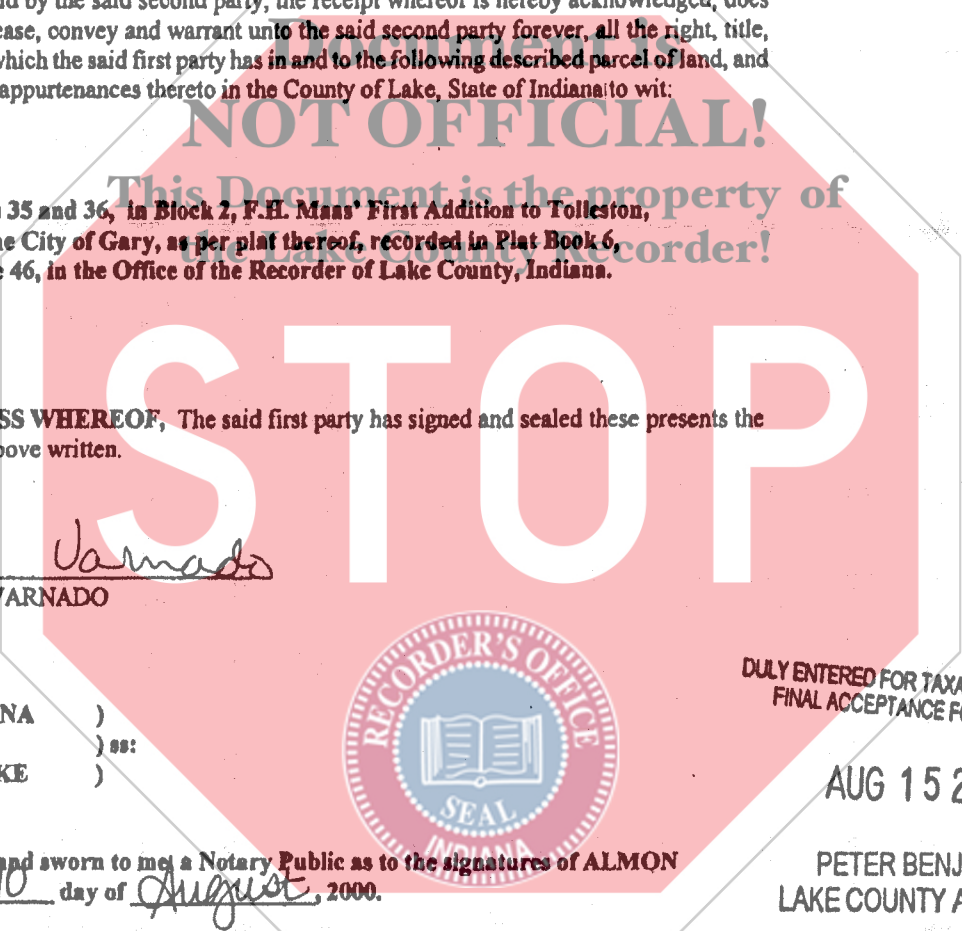 d by the said second party, the receipt whereof is hereby acknowledged, does
ease, convey and warrant unto the said second party forever, all the right, title,
which the said first party has in and to the following described parcel of land, and
appurtenances thereto in the County of Lake, State of Indiana to wit:
Document is
NOT OFFICIAL!
This Document is the property of
the Lake County Recorder!
35 and 36, in Block 2, F.H. Maas' First Addition to Tolleston,
e City of Gary, as per plat thereof, recorded in Plat Book 6,
46, in the Office of the Recorder of Lake County, Indiana.
STOP
SS WHEREOF, The said first party has signed and sealed these presents the
bove written.
Varnado
VARNADO
RECORDER'S OFFICE
SEAL
INDIANA
DULY ENTERED FOR TAXA
FINAL ACCEPTANCE FO
NA )
) ss:
KE )
AUG 15 2
and sworn to me, a Notary Public as to the signatures of ALMON
10 day of August, 2000.
PETER BENJ
LAKE COUNTY A